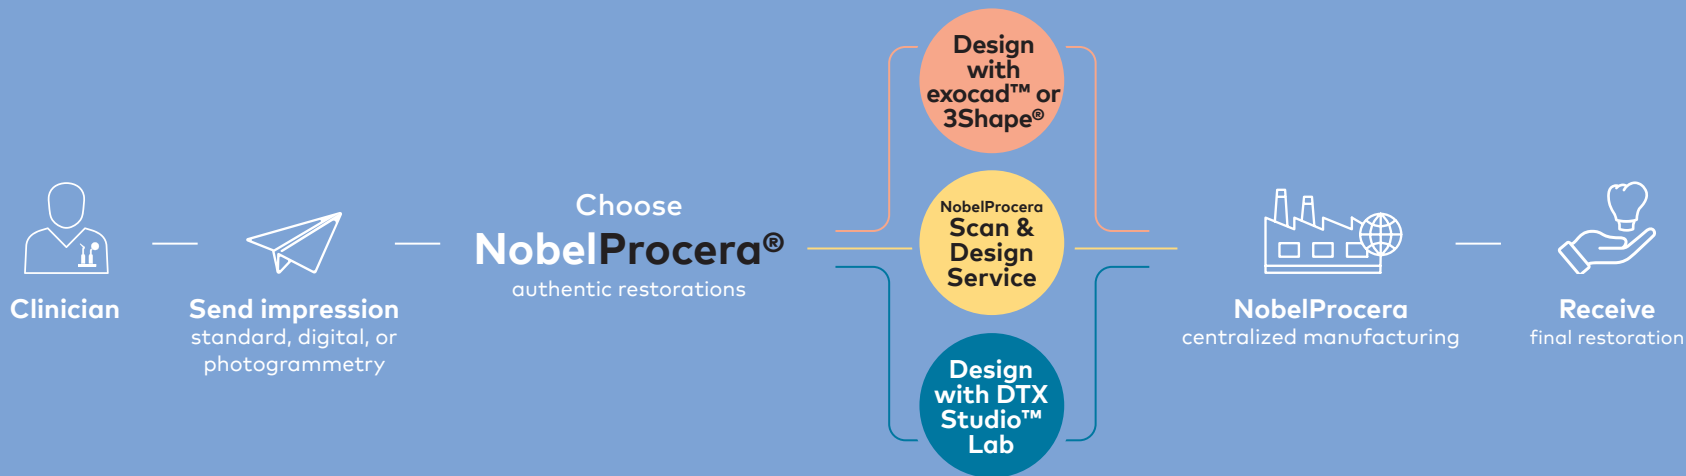 Clinician
Send impression
standard, digital, or
photogrammetry
Choose
NobelProcera®
authentic restorations
Design
with
exocad™ or
3Shape®
NobelProcera
Scan &
Design
Service
Design
with DTX
Studio™
Lab
NobelProcera
centralized manufacturing
Receive
final restoration